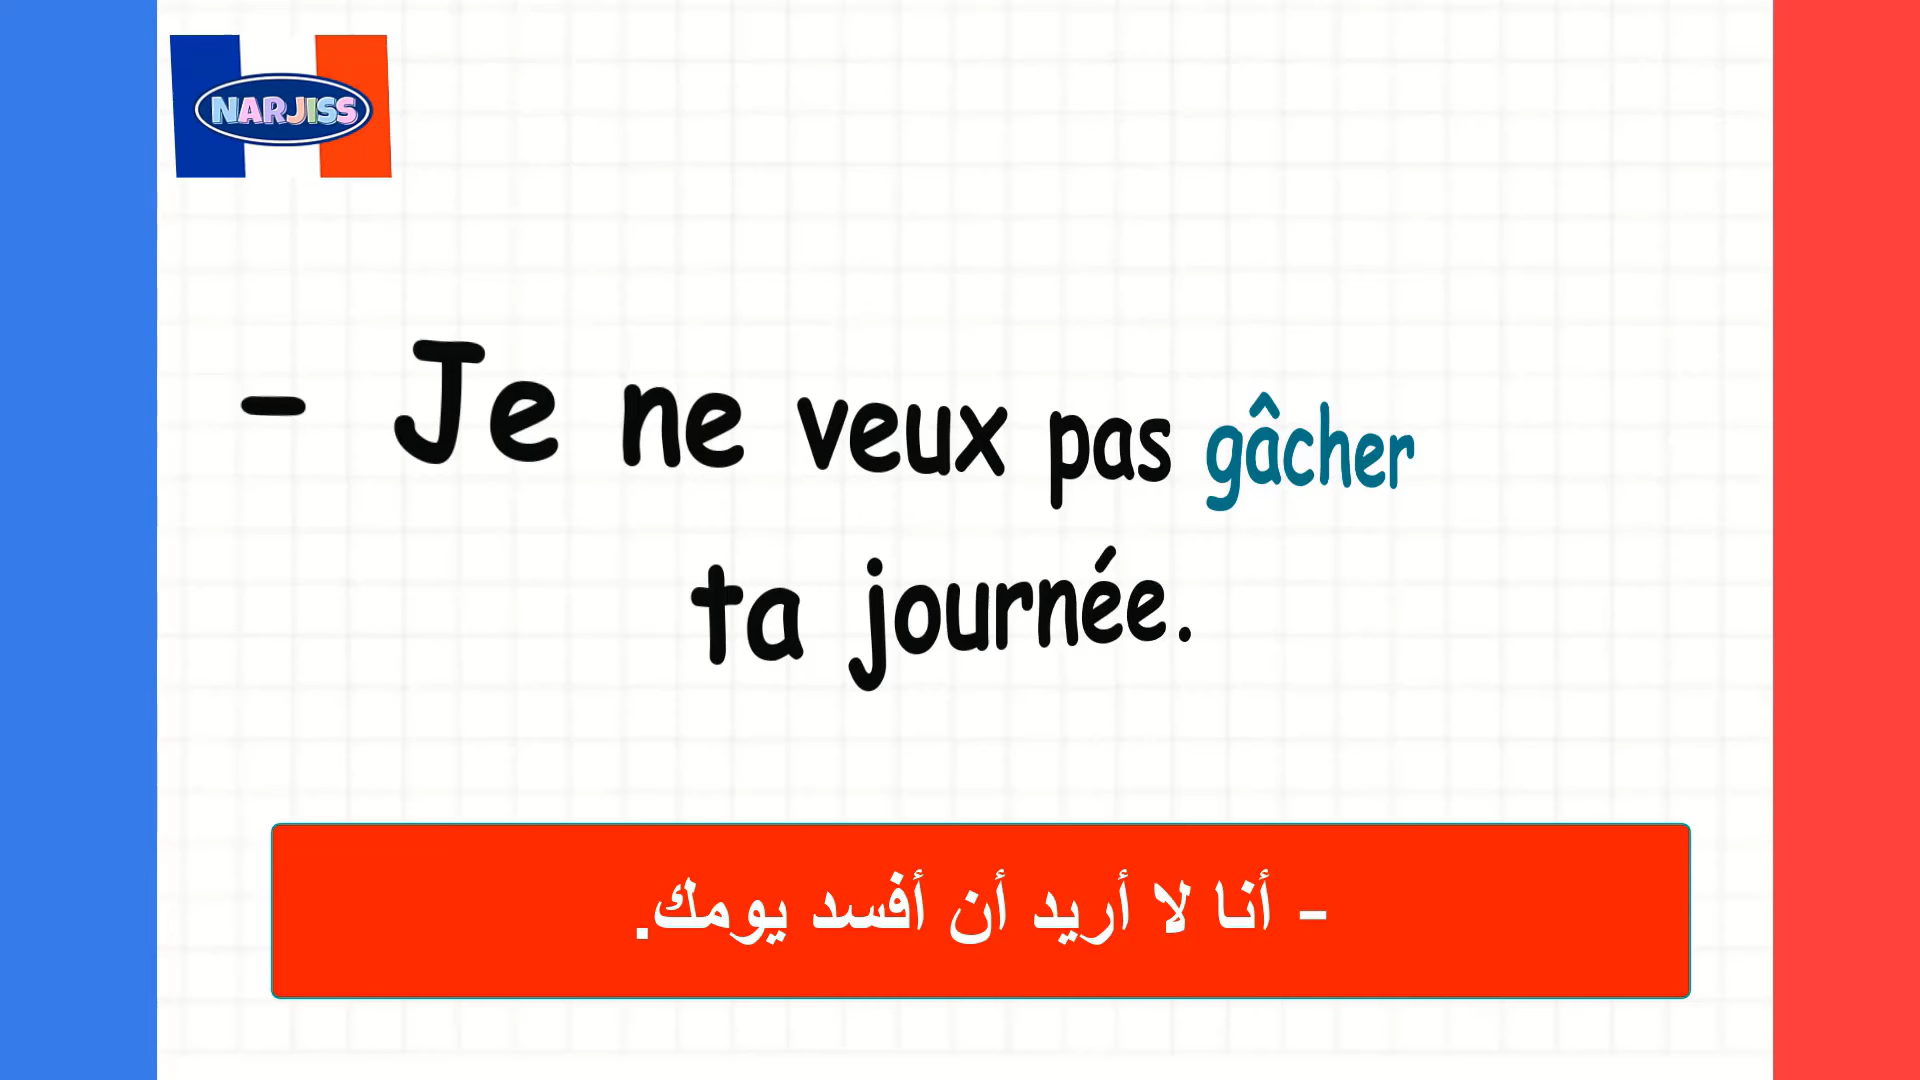 NARJISS
- Je ne veux pas gâcher
ta journée.
- أنا لا أريد أن أفسد يومك.